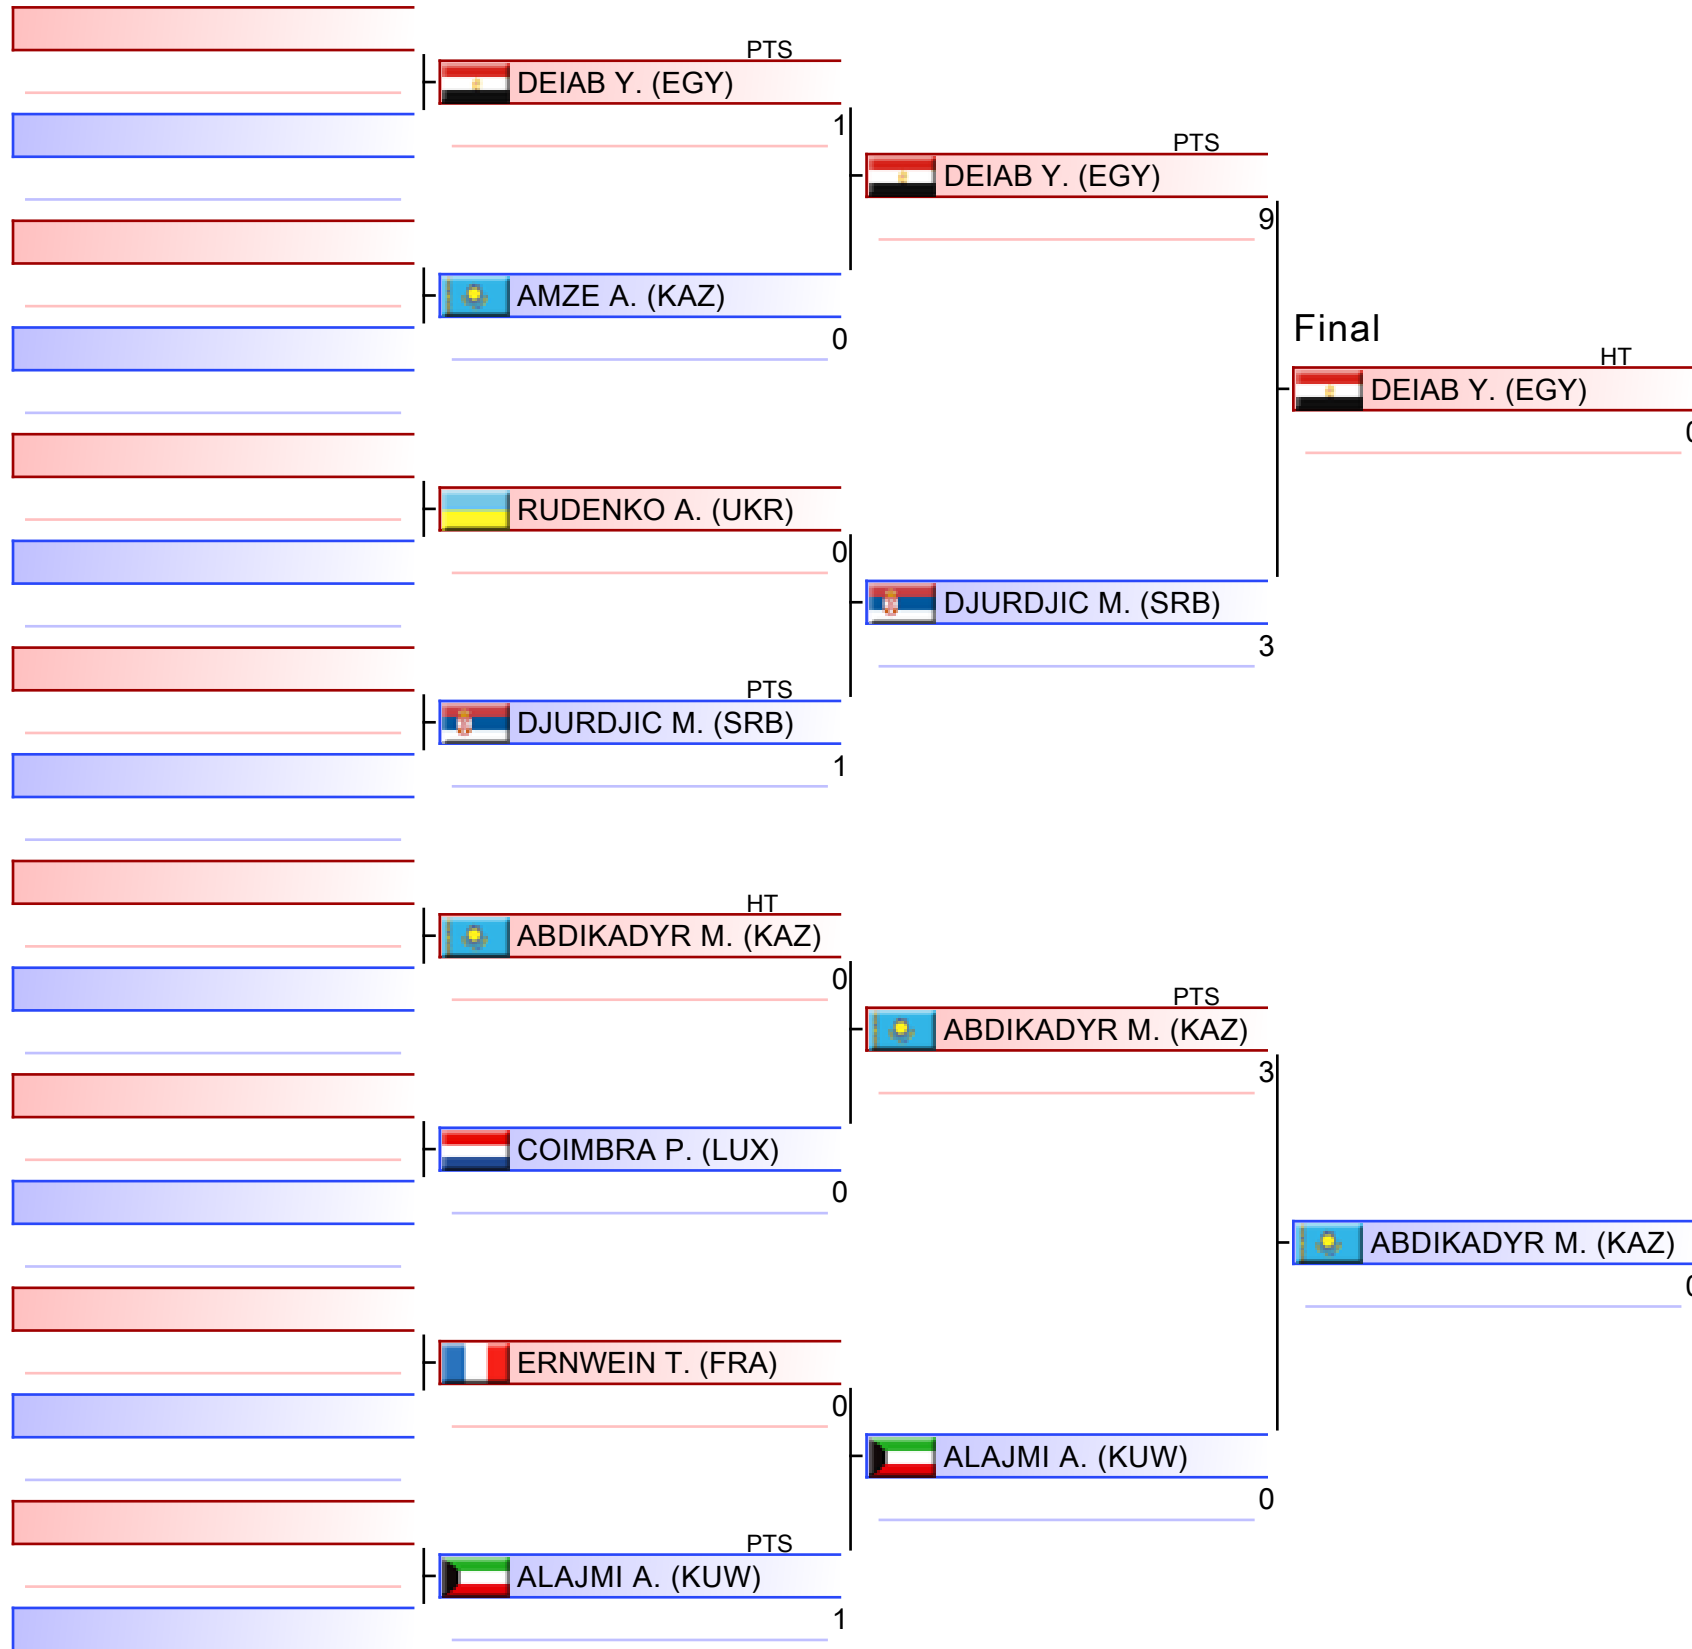 PTS
DEIAB Y. (EGY)
1
PTS
DEIAB Y. (EGY)
9
AMZE A. (KAZ)
0
Final
HT
DEIAB Y. (EGY)
0
RUDENKO A. (UKR)
0
DJURDJIC M. (SRB)
3
PTS
DJURDJIC M. (SRB)
1
HT
ABDIKADYR M. (KAZ)
0
PTS
ABDIKADYR M. (KAZ)
3
COIMBRA P. (LUX)
0
ABDIKADYR M. (KAZ)
0
ERNWEIN T. (FRA)
0
ALAJMI A. (KUW)
0
PTS
ALAJMI A. (KUW)
1